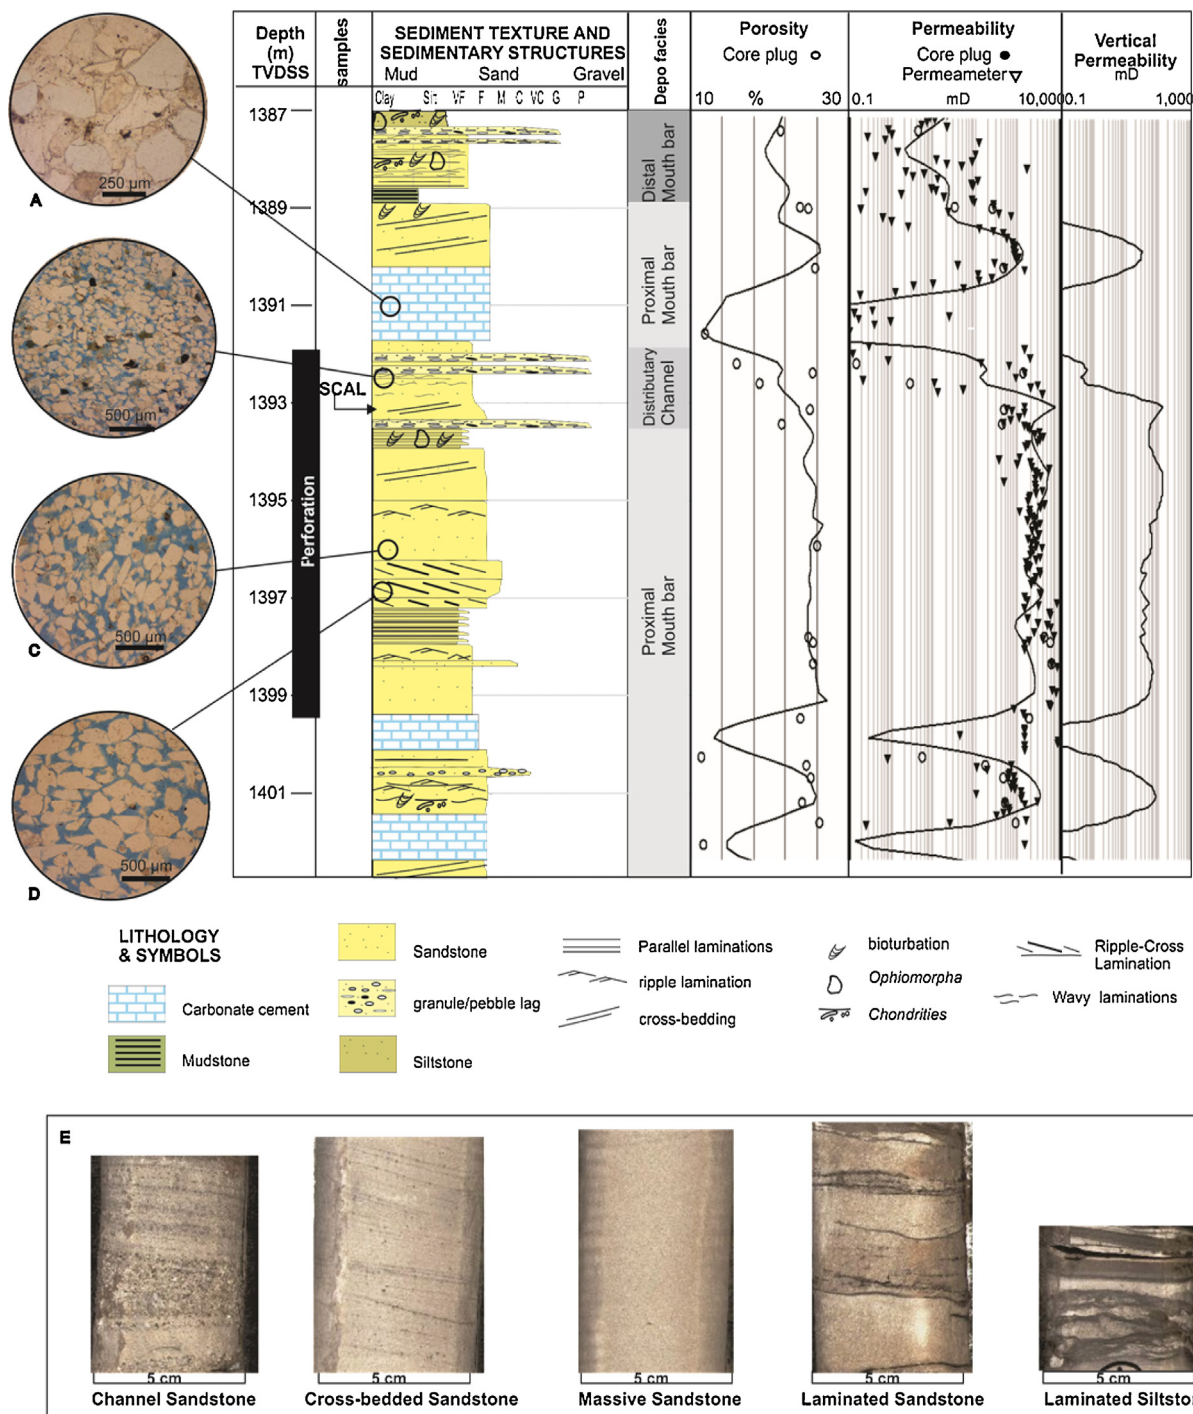 Depth
(m)
TVDSS
samples
SEDIMENT TEXTURE AND
SEDIMENTARY STRUCTURES
Mud Sand Gravel
Clay Silt VF F M C VC G P
Depo facies
Porosity
Core plug
10 % 30
Permeability
Core plug
Permeameter
0.1 mD 10,000
Vertical
Permeability
mD
0.1 1,000
1387
1389
1391
1393
1395
1397
1399
1401
250 µm
A
500 µm
500 µm
C
500 µm
D
SCAL
Perforation
Distal
Mouth bar
Proximal
Mouth bar
Distributary
Channel
Proximal
Mouth bar
LITHOLOGY
& SYMBOLS
Carbonate cement
Mudstone
Sandstone
granule/pebble lag
Siltstone
Parallel laminations
ripple lamination
cross-bedding
bioturbation
Ophiomorpha
Chondrities
Ripple-Cross
Lamination
Wavy laminations
E
5 cm 5 cm 5 cm 5 cm 5 cm
Channel Sandstone Cross-bedded Sandstone Massive Sandstone Laminated Sandstone Laminated Siltston